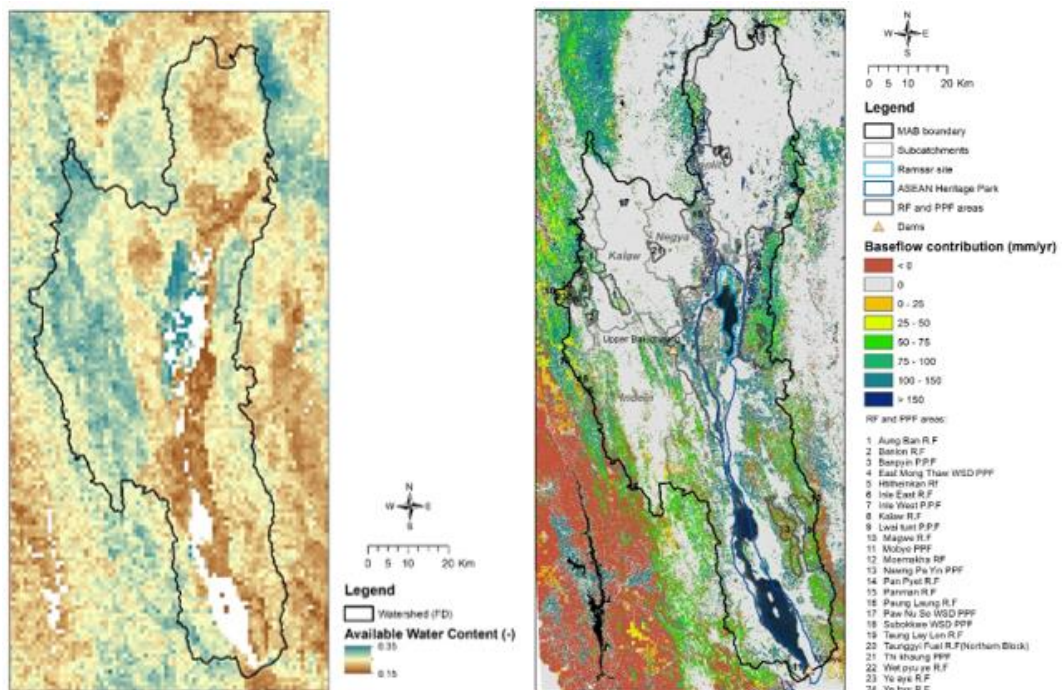 N
W E
S
0 5 10 20 Km
Legend
Watershed (FD)
Available Water Content (-)
0.35
0.15
Kalaw
Negya
Indein
N
W E
S
0 5 10 20 Km
Legend
MAB boundary
Subcatchments
Ramsar site
ASEAN Heritage Park
RF and PPF areas
Dams
Baseflow contribution (mm/yr)
< 0
0
0 - 25
25 - 50
50 - 75
75 - 100
100 - 150
> 150
RF and PPF areas:
1 Aung Ban R.F
2 Banlon R.F
3 Banpyin P.P.F
4 East Mong Thaw WSD PPF
5 Htitheinkan Rf
6 Inle East R.F
7 Inle West P.P.F
8 Kalaw R.F
9 Lwai tunt P.P.F
10 Magwe R.F
11 Mobye PPF
12 Moemakha RF
13 Nawng Pa Yin PPF
14 Pan Pyet R.F
15 Panman R.F
16 Paung Laung R.F
17 Paw Nu So WSD PPF
18 Subokkwe WSD PPF
19 Taung Lay Lon R.F
20 Taunggyi Fuel R.F(Northern Block)
21 Thi khaung PPF
22 Wet pyu ye R.F
23 Ye aye R.F